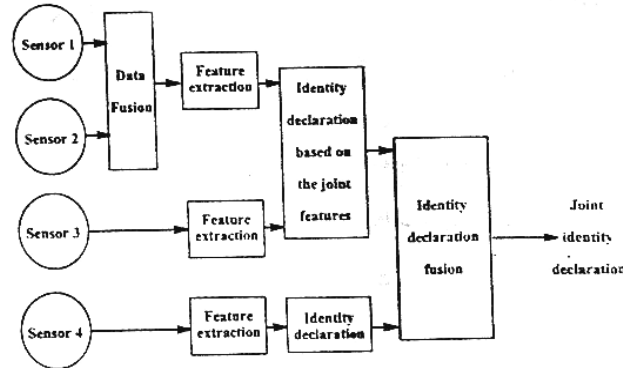 Sensor 1
Data
Fusion
Feature
extraction
Sensor 2
Identity
declaration
based on
the joint
features
Sensor 3
Feature
extraction
Identity
declaration
fusion
Joint
identity
declaration
Sensor 4
Feature
extraction
Identity
declaration